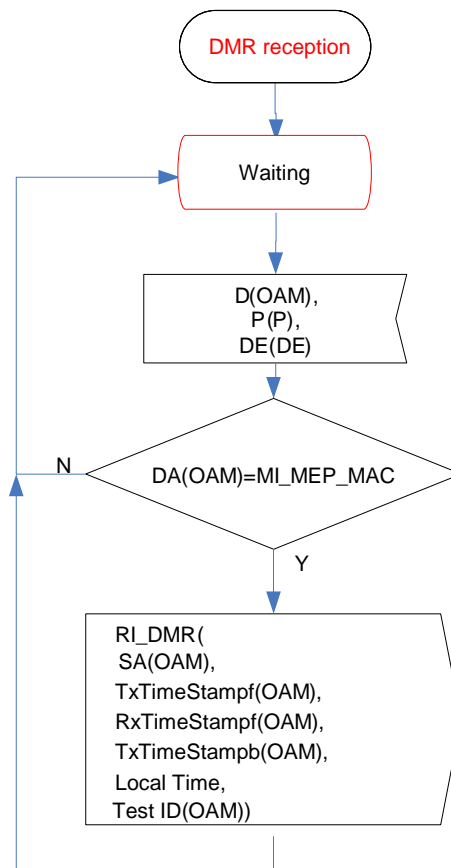 DMR reception
Waiting
D(OAM),
P(P),
DE(DE)
N
DA(OAM)=MI_MEP_MAC
Y
RI_DMR(
SA(OAM),
TxTimeStampf(OAM),
RxTimeStampf(OAM),
TxTimeStampb(OAM),
Local Time,
Test ID(OAM))